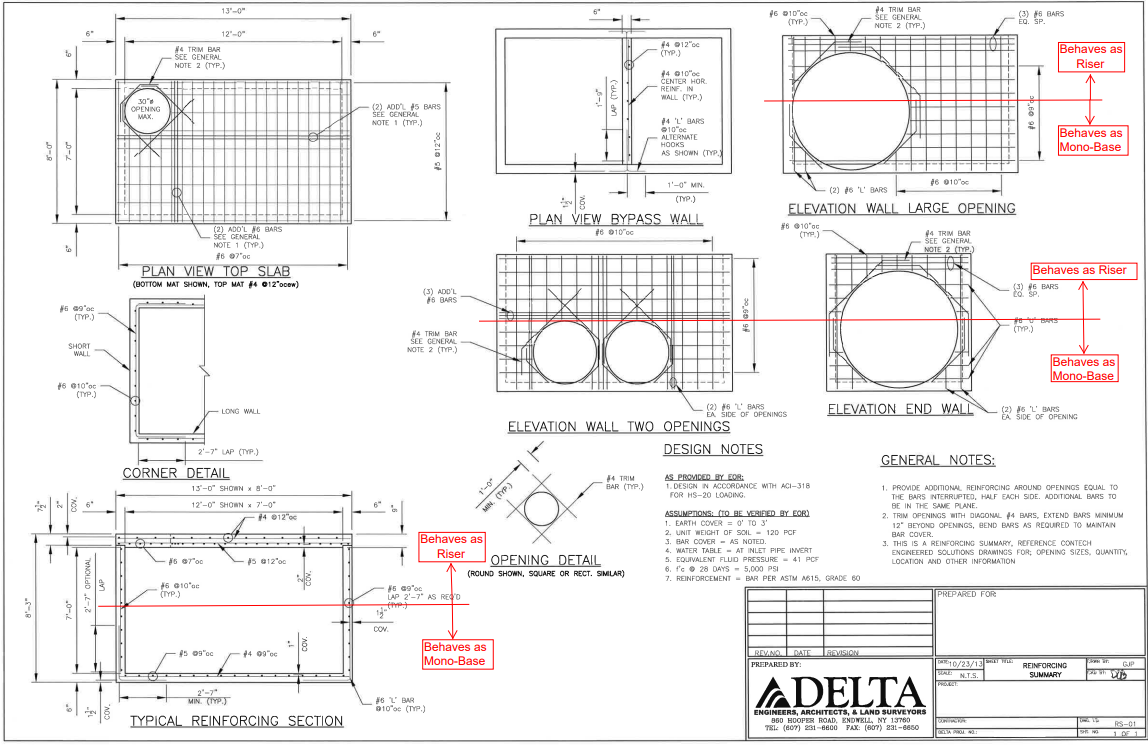 13'-0"
12'-0"
6"
6"
6"
#4 TRIM BAR
SEE GENERAL
NOTE 2 (TYP.)
30"ø
OPENING
MAX.
(2) ADD'L #5 BARS
SEE GENERAL
NOTE 1 (TYP.)
8'-0"
7'-0"
#5 @12"oc
(2) ADD'L #6 BARS
SEE GENERAL
NOTE 1 (TYP.)
6"
#6 @7"oc
PLAN VIEW TOP SLAB
(BOTTOM MAT SHOWN, TOP MAT #4 @12"ocew)
6"
#4 @12"oc
(TYP.)
#4 @10"oc
CENTER HOR.
REINF. IN
WALL (TYP.)
1'-9"
LAP (TYP.)
#4 'L' BARS
@10"oc
ALTERNATE
HOOKS
AS SHOWN (TYP.)
1'-0" MIN.
(TYP.)
1½"
COV.
PLAN VIEW BYPASS WALL
#6 @10"oc
(TYP.)
#4 TRIM BAR
SEE GENERAL
NOTE 2 (TYP.)
(3) #6 BARS
EQ. SP.
Behaves as
Riser
#6 @9"oc
Behaves as
Mono-Base
(2) #6 'L' BARS
#6 @10"oc
ELEVATION WALL LARGE OPENING
#6 @10"oc
(3) ADD'L
#6 BARS
#6 @9"oc
#4 TRIM BAR
SEE GENERAL
NOTE 2 (TYP.)
(2) #6 'L' BARS
EA. SIDE OF OPENINGS
ELEVATION WALL TWO OPENINGS
#6 @10"oc
(TYP.)
#4 TRIM BAR
SEE GENERAL
NOTE 2 (TYP.)
Behaves as Riser
(3) #6 BARS
EQ. SP.
#6 'U' BARS
(TYP.)
Behaves as
Mono-Base
(2) #6 'L' BARS
EA. SIDE OF OPENING
ELEVATION END WALL
#6 @9"oc
(TYP.)
SHORT
WALL
#6 @10"oc
(TYP.)
LONG WALL
2'-7" LAP (TYP.)
CORNER DETAIL
1'-0"
MIN. (TYP.)
#4 TRIM
BAR (TYP.)
OPENING DETAIL
(ROUND SHOWN, SQUARE OR RECT. SIMILAR)
DESIGN NOTES
AS PROVIDED BY EOR:
1. DESIGN IN ACCORDANCE WITH ACI-318
FOR HS-20 LOADING.
ASSUMPTIONS: (TO BE VERIFIED BY EOR)
1. EARTH COVER = 0' TO 3'
2. UNIT WEIGHT OF SOIL = 120 PCF
3. BAR COVER = AS NOTED.
4. WATER TABLE = AT INLET PIPE INVERT
5. EQUIVALENT FLUID PRESSURE = 41 PCF
6. f'c @ 28 DAYS = 5,000 PSI
7. REINFORCEMENT = BAR PER ASTM A615, GRADE 60
GENERAL NOTES:
1. PROVIDE ADDITIONAL REINFORCING AROUND OPENINGS EQUAL TO
THE BARS INTERRUPTED, HALF EACH SIDE. ADDITIONAL BARS TO
BE IN THE SAME PLANE.
2. TRIM OPENINGS WITH DIAGONAL #4 BARS, EXTEND BARS MINIMUM
12" BEYOND OPENINGS, BEND BARS AS REQUIRED TO MAINTAIN
BAR COVER.
3. THIS IS A REINFORCING SUMMARY, REFERENCE CONTECH
ENGINEERED SOLUTIONS DRAWINGS FOR; OPENING SIZES, QUANTITY,
LOCATION AND OTHER INFORMATION
13'-0" SHOWN x 8'-0"
12'-0" SHOWN x 7'-0"
7½"
2"
COV.
#4 @12"oc
9"
#6 @7"oc
#5 @12"oc
2"
COV.
Behaves as
Riser
#6 @10"oc
(TYP.)
2'-7" OPTIONAL
LAP
8'-3"
7'-0"
#6 @9"oc
LAP 2'-7" AS REQ'D
(TYP.)
1½"
COV.
Behaves as
Mono-Base
1"
COV.
#5 @9"oc
#4 @9"oc
6"
1½"
COV.
2'-7"
MIN. (TYP.)
#6 'L' BAR
@10"oc (TYP.)
TYPICAL REINFORCING SECTION
REV.NO. DATE REVISION
PREPARED FOR:
PREPARED BY:
DELTA
ENGINEERS, ARCHITECTS, & LAND SURVEYORS
860 HOOPER ROAD, ENDWELL, NY 13760
TEL: (607) 231-6600 FAX: (607) 231-6650
DATE: 10/23/13
SHEET TITLE: REINFORCING
SUMMARY
DRAWN BY: GJP
SCALE: N.T.S.
CKD BY:
PROJECT:
CONTRACTOR:
DWG. I.D. RS-01
DELTA PROJ. NO.:
SHT. NO. 1 OF 1